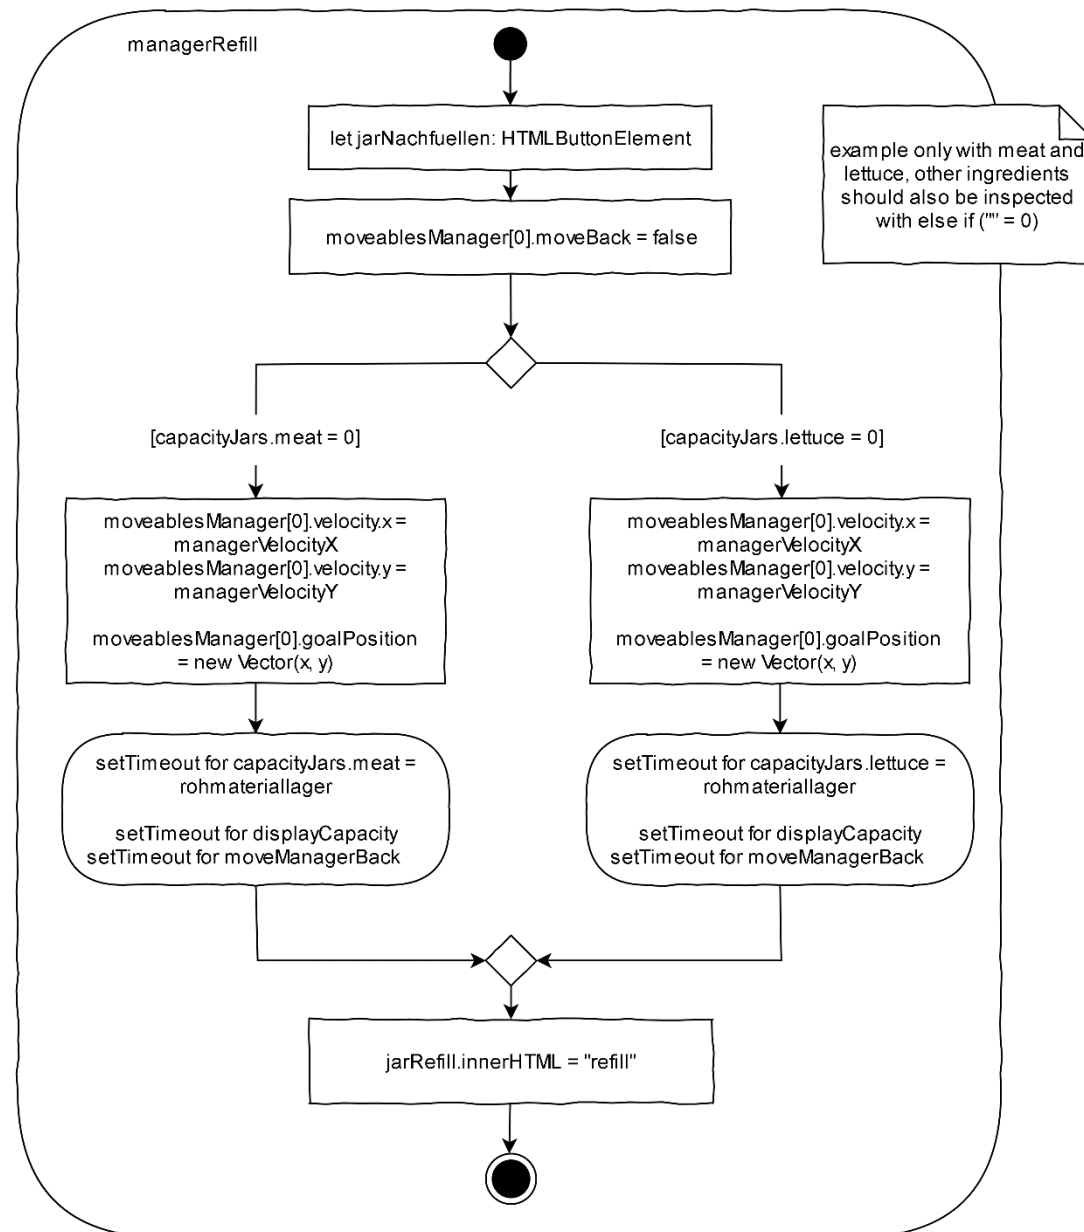 managerRefill
let jarNachfuellen: HTMLButtonElement
example only with meat and
lettuce, other ingredients
should also be inspected
with else if ("" = 0)
moveablesManager[0].moveBack = false
[capacityJars.meat = 0]
[capacityJars.lettuce = 0]
moveablesManager[0].velocity.x =
managerVelocityX
moveablesManager[0].velocity.y =
managerVelocityY
moveablesManager[0].goalPosition
= new Vector(x, y)
moveablesManager[0].velocity.x =
managerVelocityX
moveablesManager[0].velocity.y =
managerVelocityY
moveablesManager[0].goalPosition
= new Vector(x, y)
setTimeout for capacityJars.meat =
rohmateriallager
setTimeout for displayCapacity
setTimeout for moveManagerBack
setTimeout for capacityJars.lettuce =
rohmateriallager
setTimeout for displayCapacity
setTimeout for moveManagerBack
jarRefill.innerHTML = "refill"